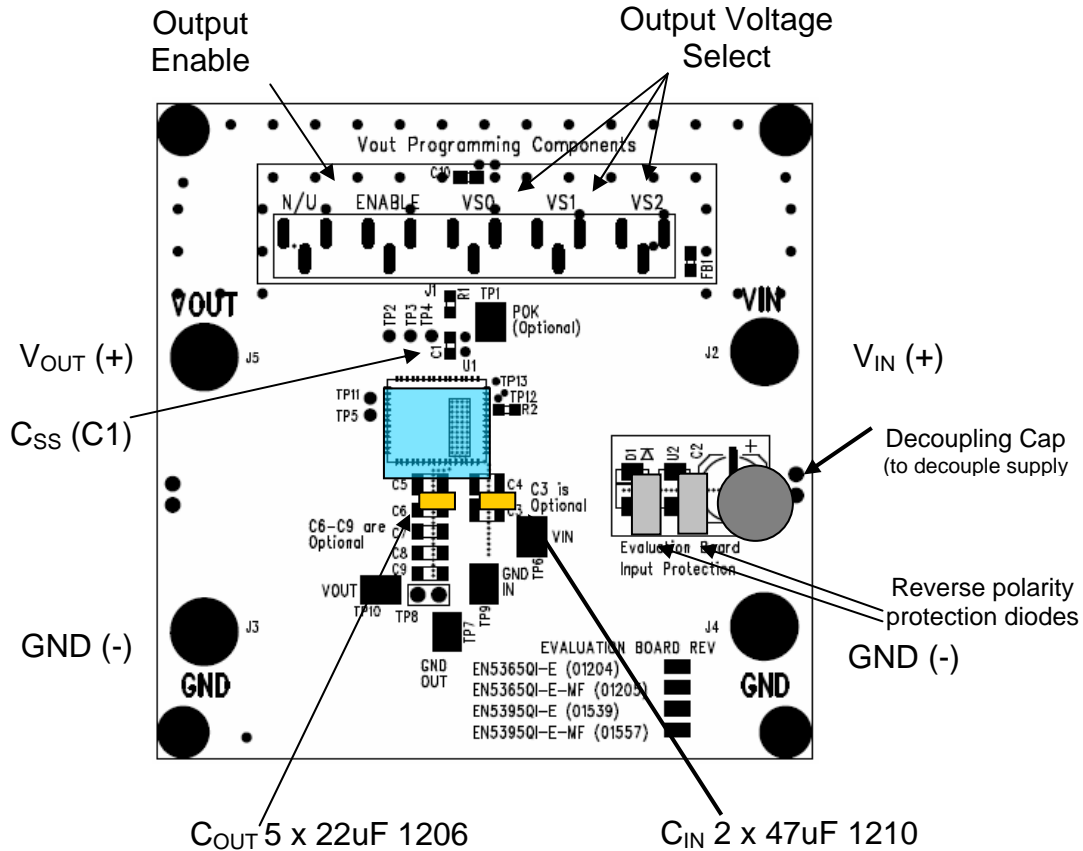 Output
Enable
Output Voltage
Select
Vout Programming Components
C10
N/U ENABLE VS0 VS1 VS2
FB1
VOUT
VIN
J1
R1
TP1
TP2
TP3
TP4
POK
(Optional)
C1
U1
J5
J2
VOUT (+)
VIN (+)
CSS (C1)
TP13
TP12
R2
TP11
TP5
Decoupling Cap
(to decouple supply
D1
U2
C2
+
C5
C4
C6
C3
C3 is
Optional
C6-C9 are
Optional
C7
C8
C9
VIN
TP6
Evaluation Board
Input Protection
VOUT
TP10
TP8
GND
IN
TP9
TP7
GND
OUT
Reverse polarity
protection diodes
J3
J4
GND (-)
GND (-)
GND
GND
EVALUATION BOARD REV
EN5365QI-E (01204)
EN5365QI-E-MF (01205)
EN5395QI-E (01539)
EN5395QI-E-MF (01557)
COUT 5 x 22uF 1206
CIN 2 x 47uF 1210